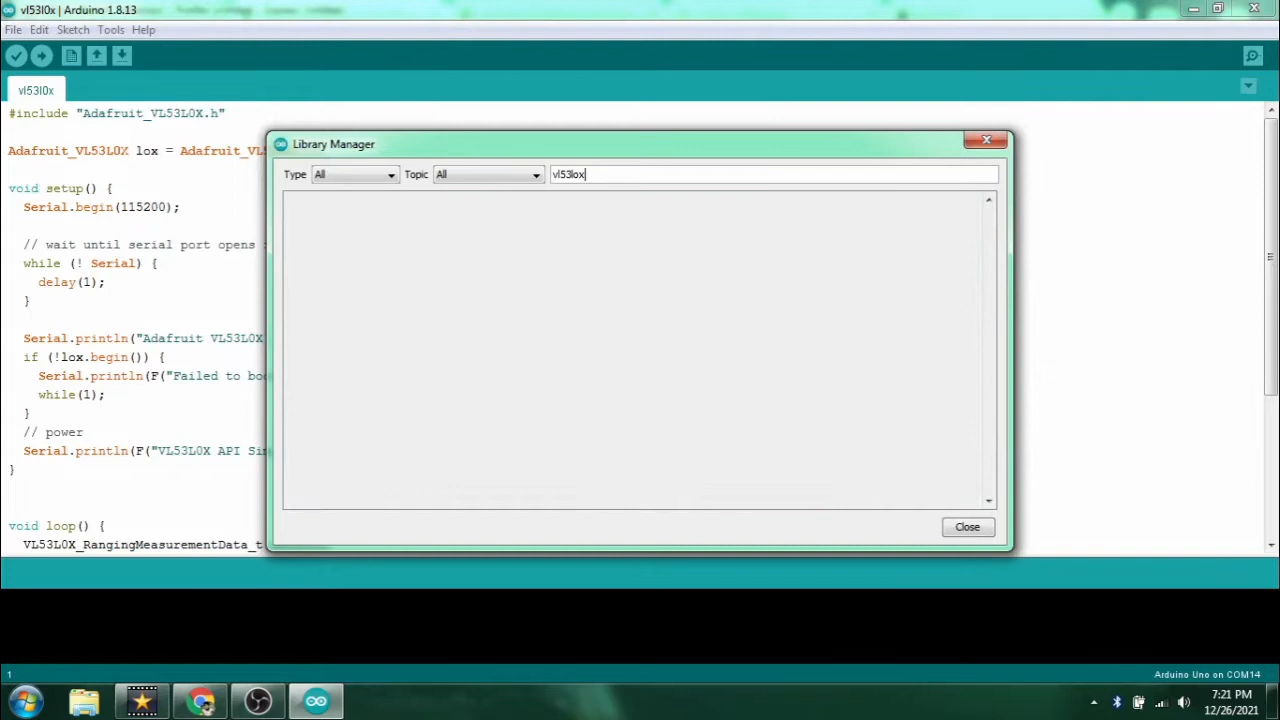 vl53l0x | Arduino 1.8.13
File Edit Sketch Tools Help
vl53l0x
#include "Adafruit_VL53L0X.h"
Adafruit_VL53L0X lox = Adafruit_VL5
void setup() {
Serial.begin(115200);
// wait until serial port opens
while (! Serial) {
delay(1);
}
Serial.println("Adafruit VL53L0X
if (!lox.begin()) {
Serial.println(F("Failed to bo
while(1);
}
// power
Serial.println(F("VL53L0X API Si
}
void loop() {
VL53L0X_RangingMeasurementData_t
Library Manager
Type All Topic All vl53lox
Close
1
Arduino Uno on COM14
7:21 PM
12/26/2021